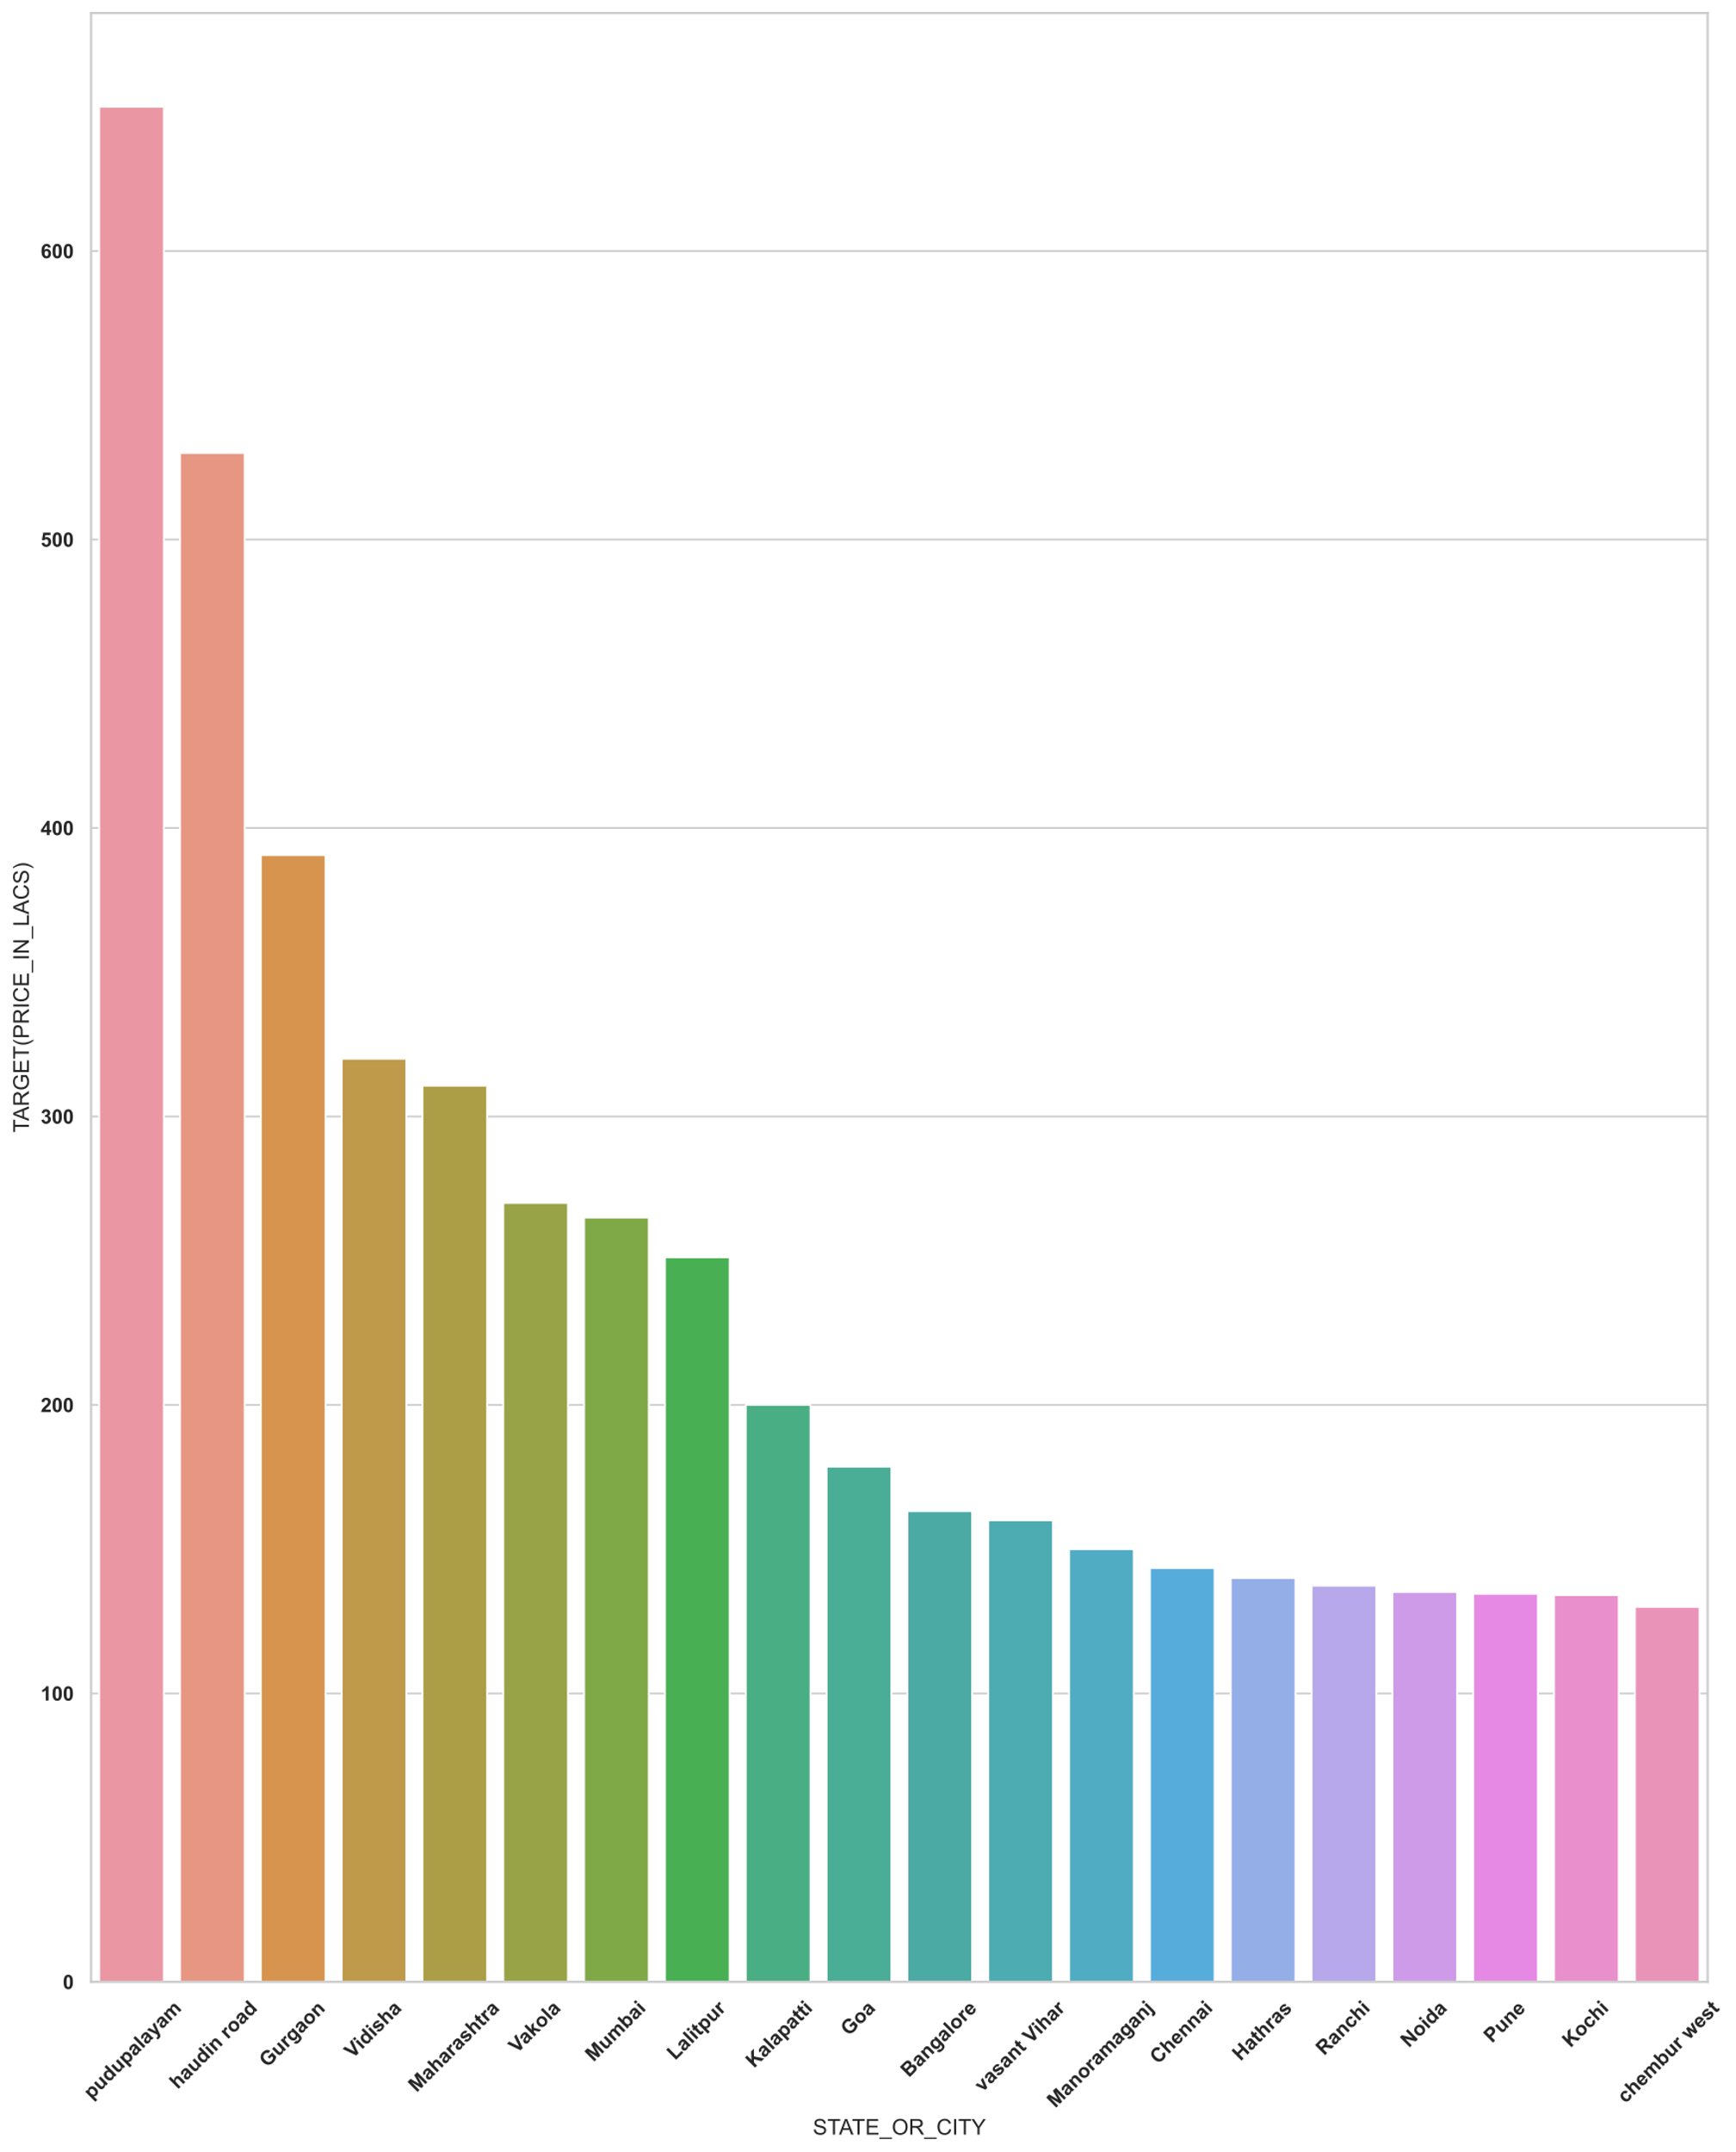 TARGET(PRICE_IN_LACS)
600
500
400
300
200
100
0
pudupalayam
haudin road
Gurgaon
Vidisha
Maharashtra
Vakola
Mumbai
Lalitpur
Kalapatti
Goa
Bangalore
vasant Vihar
Manoramaganj
Chennai
Hathras
Ranchi
Noida
Pune
Kochi
chembur west
STATE_OR_CITY